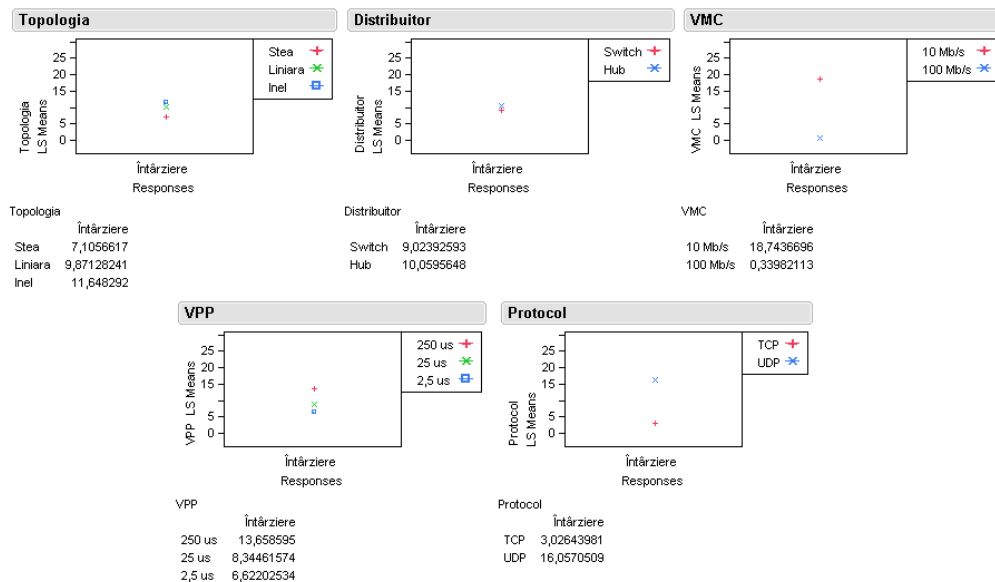 Topologia
Stea
Liniara
Inel
25
20
15
10
5
0
Topologia
LS Means
Întârziere
Responses
Topologia
Întârziere
Stea 7,1056617
Liniara 9,87128241
Inel 11,648292
Distribuitor
Switch
Hub
25
20
15
10
5
0
Distribuitor
LS Means
Întârziere
Responses
Distribuitor
Întârziere
Switch 9,02392593
Hub 10,0595648
VMC
10 Mb/s
100 Mb/s
25
20
15
10
5
0
VMC LS Means
Întârziere
Responses
VMC
Întârziere
10 Mb/s 18,7436696
100 Mb/s 0,33982113
VPP
250 us
25 us
2,5 us
25
20
15
10
5
0
VPP LS Means
Întârziere
Responses
VPP
Întârziere
250 us 13,658595
25 us 8,34461574
2,5 us 6,62202534
Protocol
TCP
UDP
25
20
15
10
5
0
Protocol
LS Means
Întârziere
Responses
Protocol
Întârziere
TCP 3,02643981
UDP 16,0570509